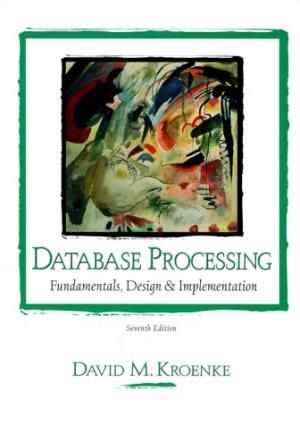 DATABASE PROCESSING
Fundamentals, Design & Implementation
Seventh Edition
DAVID M. KROENKE